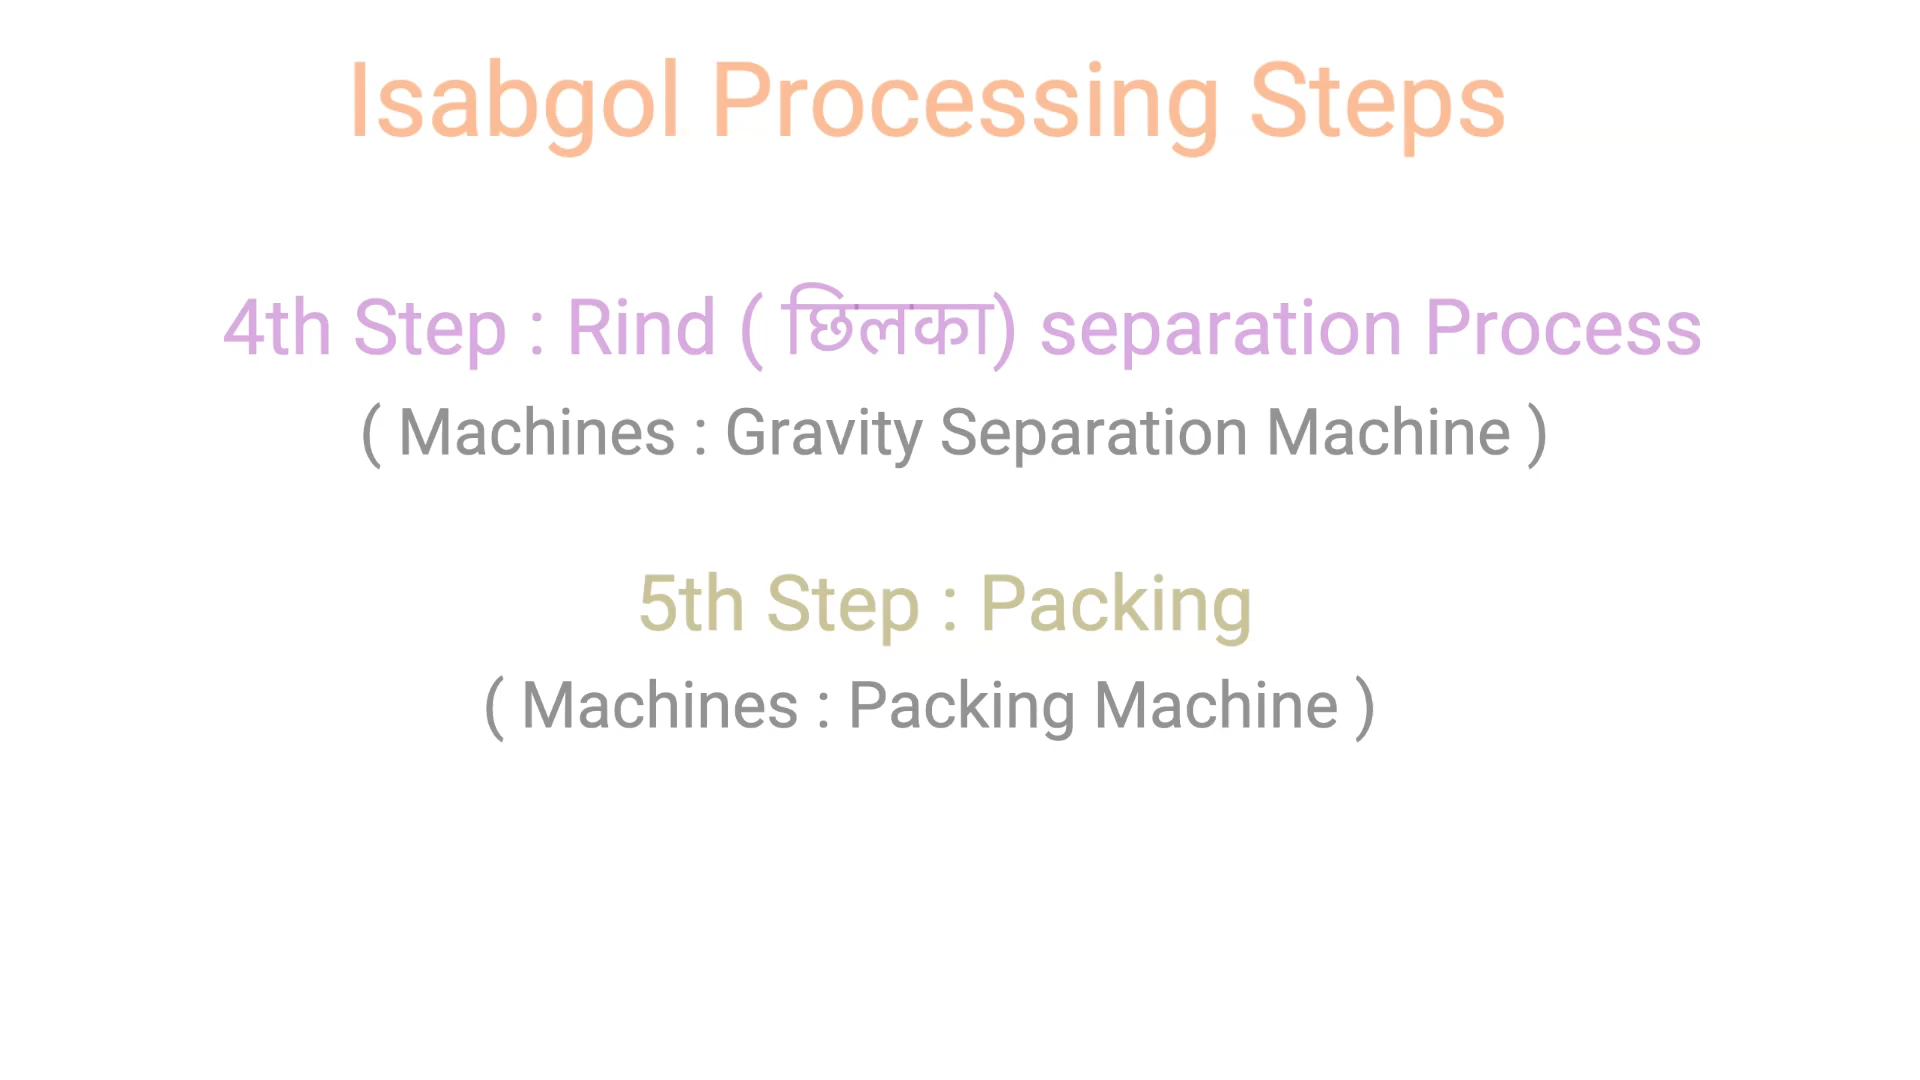 Isabgol Processing Steps
4th Step : Rind ( छिलका) separation Process
( Machines : Gravity Separation Machine )
5th Step : Packing
( Machines : Packing Machine )